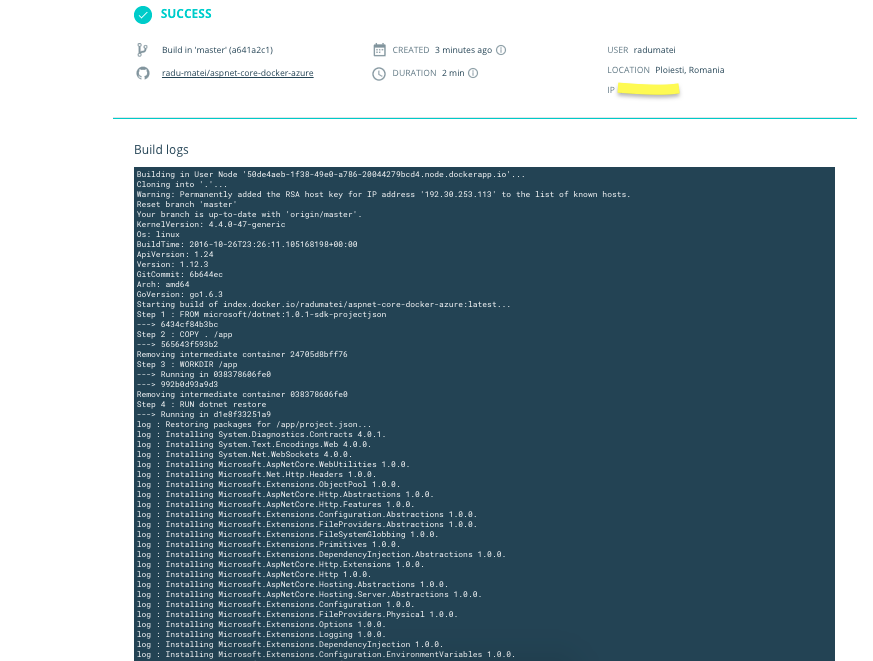 SUCCESS
Build in 'master' (a641a2c1)
CREATED 3 minutes ago
USER radumatei
radu-matei/aspnet-core-docker-azure
DURATION 2 min
LOCATION Ploiesti, Romania
IP
Build logs
Building in User Node '50de4aeb-1f38-49e0-a786-20044279bcd4.node.dockerapp.io'...
Cloning into '.'...
Warning: Permanently added the RSA host key for IP address '192.30.253.113' to the list of known hosts.
Reset branch 'master'
Your branch is up-to-date with 'origin/master'.
KernelVersion: 4.4.0-47-generic
Os: linux
BuildTime: 2016-10-26T23:26:11.105168198+00:00
ApiVersion: 1.24
Version: 1.12.3
GitCommit: 6b644ec
Arch: amd64
GoVersion: go1.6.3
Starting build of index.docker.io/radumatei/aspnet-core-docker-azure:latest...
Step 1 : FROM microsoft/dotnet:1.0.1-sdk-projectjson
---> 6434cf84b3bc
Step 2 : COPY . /app
---> 565643f593b2
Removing intermediate container 24705d8bff76
Step 3 : WORKDIR /app
---> Running in 038378606fe0
---> 992b0d93a9d3
Removing intermediate container 038378606fe0
Step 4 : RUN dotnet restore
---> Running in d1e8f33251a9
log : Restoring packages for /app/project.json...
log : Installing System.Diagnostics.Contracts 4.0.1.
log : Installing System.Text.Encodings.Web 4.0.0.
log : Installing System.Net.WebSockets 4.0.0.
log : Installing Microsoft.AspNetCore.WebUtilities 1.0.0.
log : Installing Microsoft.Net.Http.Headers 1.0.0.
log : Installing Microsoft.Extensions.ObjectPool 1.0.0.
log : Installing Microsoft.AspNetCore.Http.Abstractions 1.0.0.
log : Installing Microsoft.AspNetCore.Http.Features 1.0.0.
log : Installing Microsoft.Extensions.Configuration.Abstractions 1.0.0.
log : Installing Microsoft.Extensions.FileProviders.Abstractions 1.0.0.
log : Installing Microsoft.Extensions.FileSystemGlobbing 1.0.0.
log : Installing Microsoft.Extensions.Primitives 1.0.0.
log : Installing Microsoft.Extensions.DependencyInjection.Abstractions 1.0.0.
log : Installing Microsoft.AspNetCore.Http.Extensions 1.0.0.
log : Installing Microsoft.AspNetCore.Http 1.0.0.
log : Installing Microsoft.AspNetCore.Hosting.Abstractions 1.0.0.
log : Installing Microsoft.AspNetCore.Hosting.Server.Abstractions 1.0.0.
log : Installing Microsoft.Extensions.Configuration 1.0.0.
log : Installing Microsoft.Extensions.FileProviders.Physical 1.0.0.
log : Installing Microsoft.Extensions.Options 1.0.0.
log : Installing Microsoft.Extensions.Logging 1.0.0.
log : Installing Microsoft.Extensions.DependencyInjection 1.0.0.
log : Installing Microsoft.Extensions.Configuration.EnvironmentVariables 1.0.0.